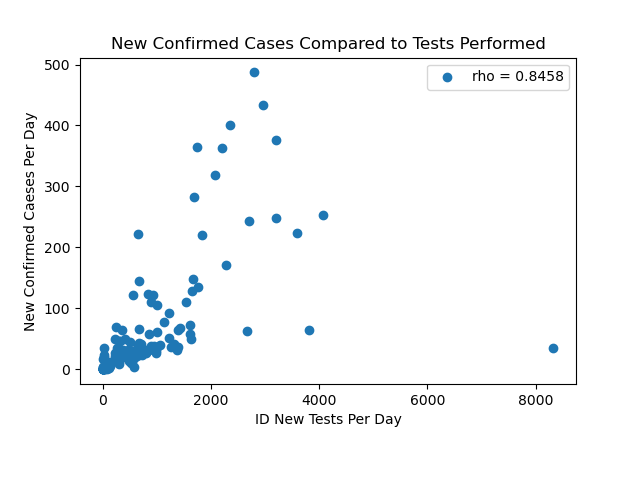 New Confirmed Cases Compared to Tests Performed
rho = 0.8458
New Confirmed Caeses Per Day
500
400
300
200
100
0
0 2000 4000 6000 8000
ID New Tests Per Day